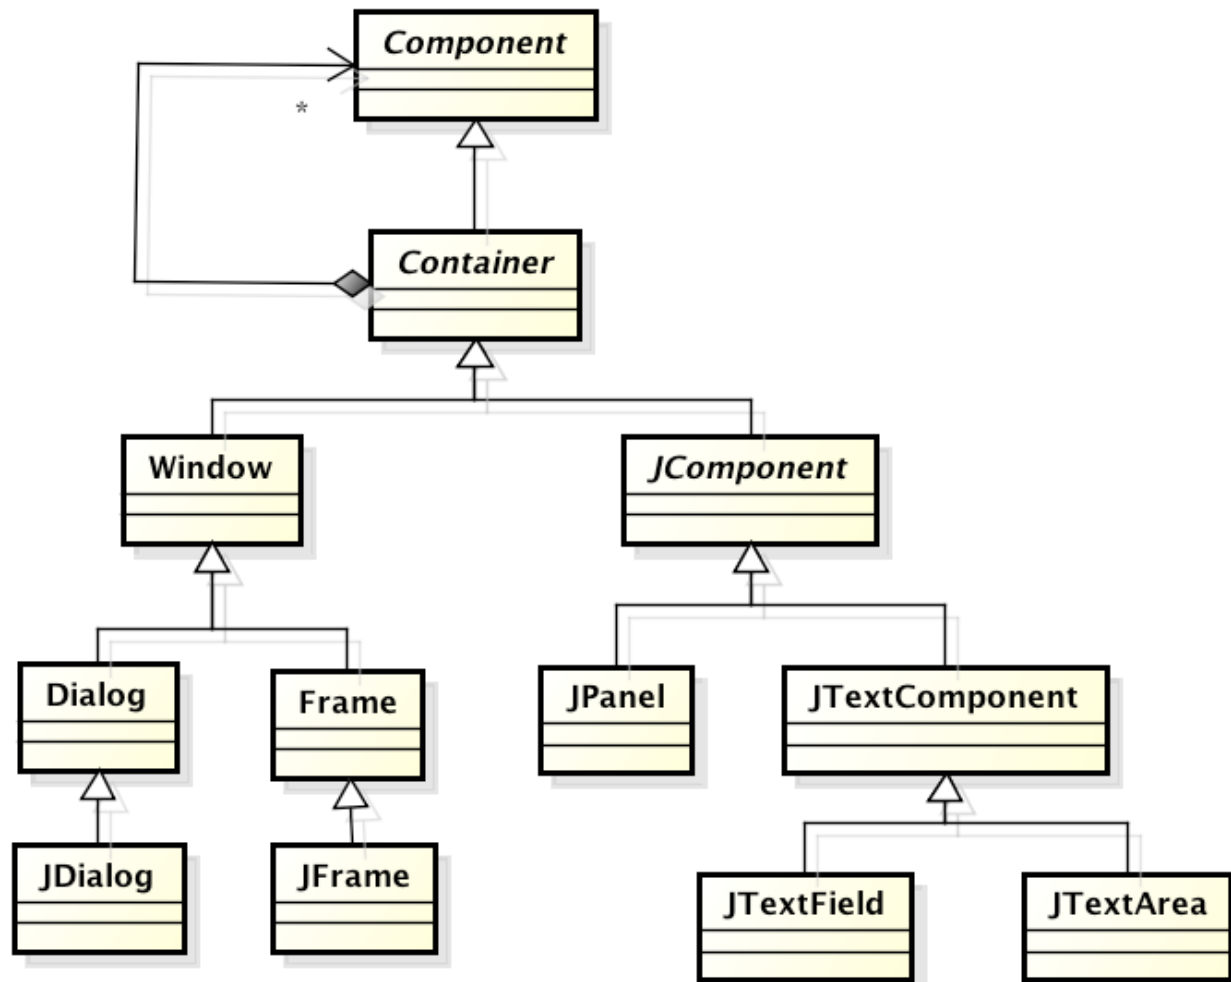 Component
*
Container
Window
JComponent
Dialog
Frame
JPanel
JTextComponent
JDialog
JFrame
JTextField
JTextArea